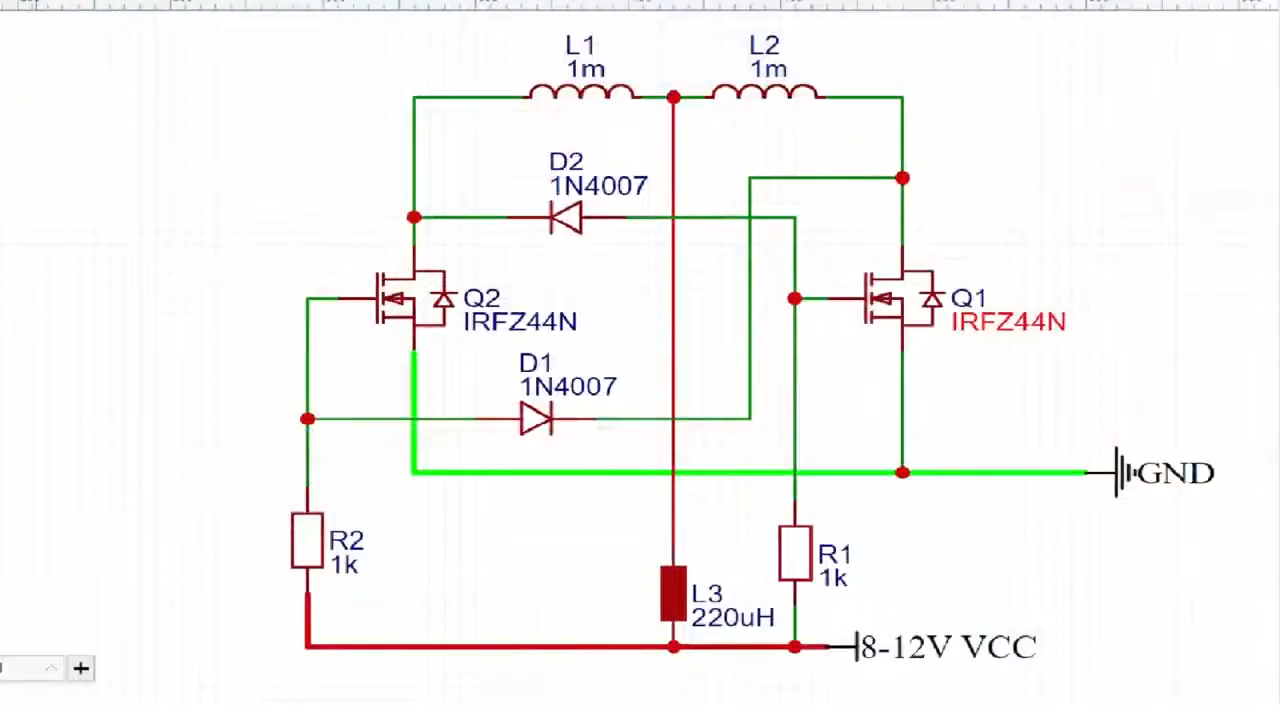 L1
1m
L2
1m
D2
1N4007
Q2
IRFZ44N
Q1
IRFZ44N
D1
1N4007
GND
R2
1k
R1
1k
L3
220uH
8-12V VCC
+